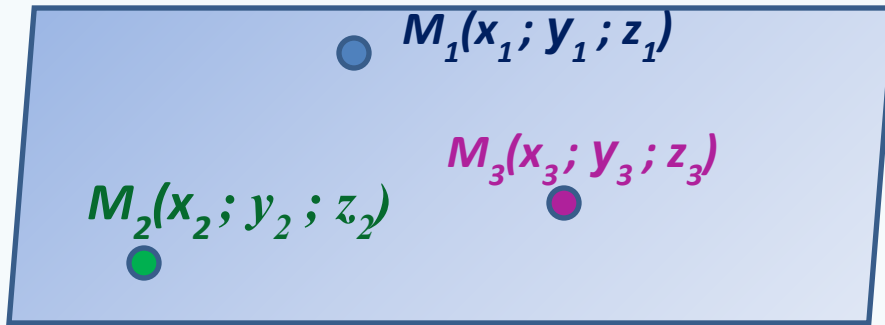 M₁(x₁ ; y₁ ; z₁)
M₃(x₃ ; y₃ ; z₃)
M₂(x₂ ; y₂ ; z₂)